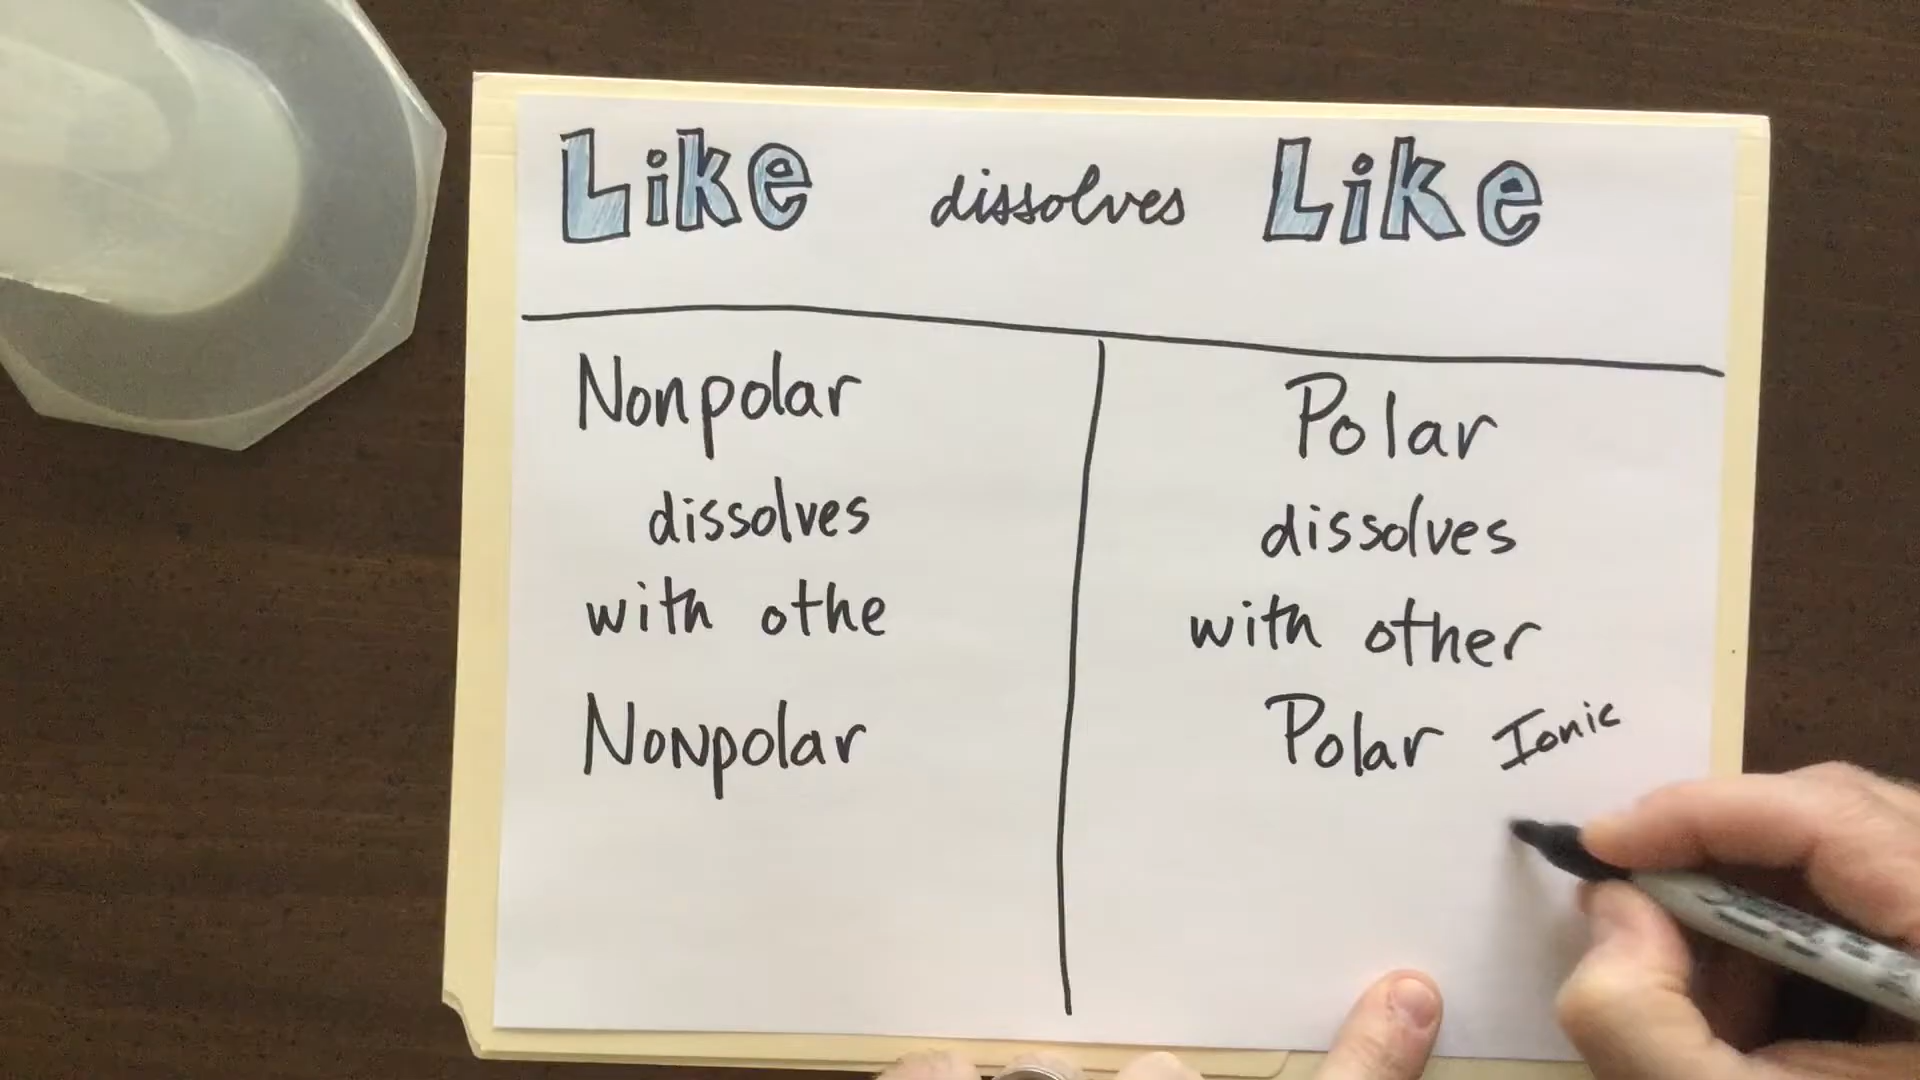 Like dissolves Like
Nonpolar
dissolves
with othe
Nonpolar
Polar
dissolves
with other
Polar Ionic